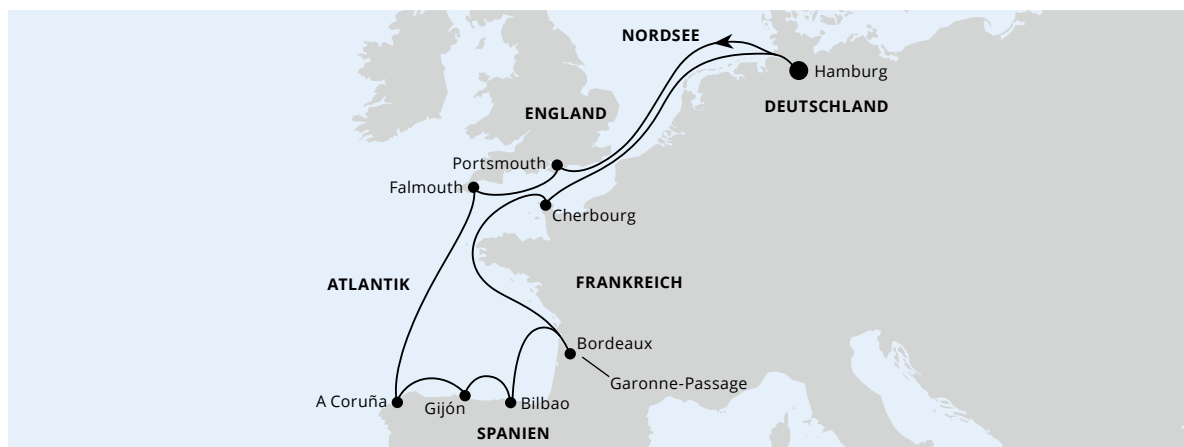 NORDSEE
Hamburg
DEUTSCHLAND
ENGLAND
Portsmouth
Falmouth
Cherbourg
ATLANTIK
FRANKREICH
Bordeaux
Garonne-Passage
A Coruña
Gijón
Bilbao
SPANIEN